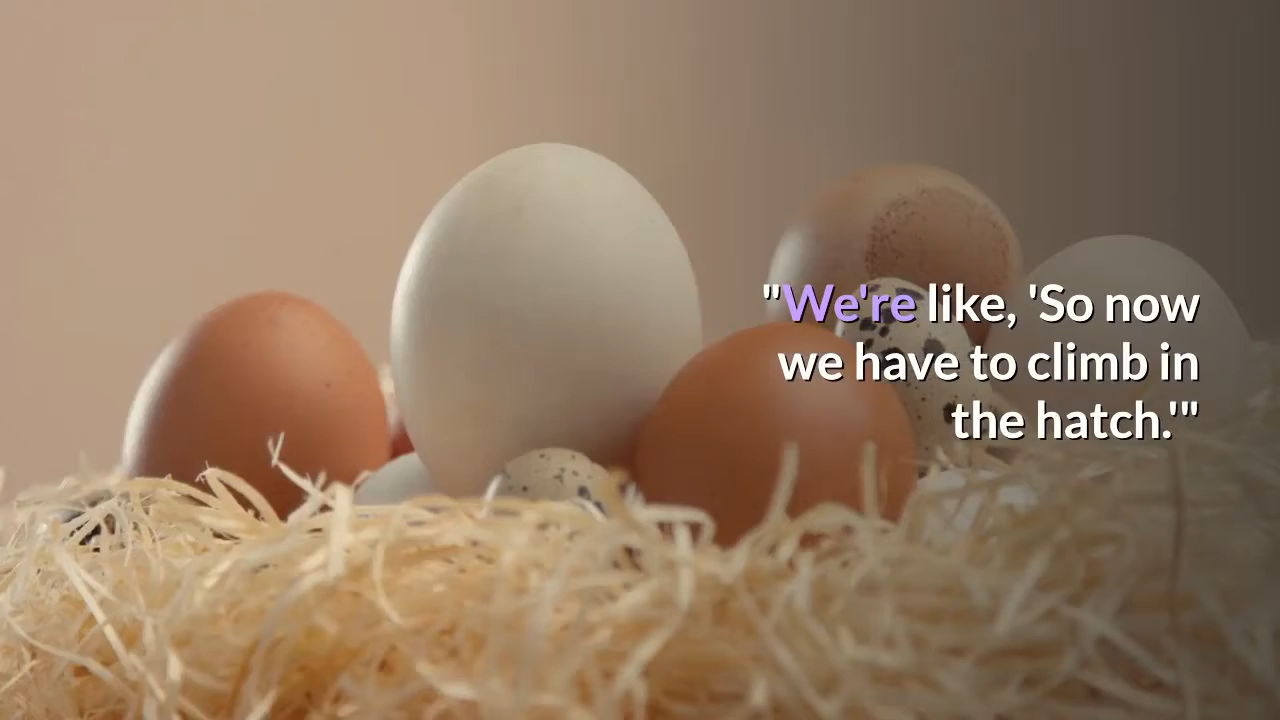 "We're like, 'So now
we have to climb in
the hatch.'"